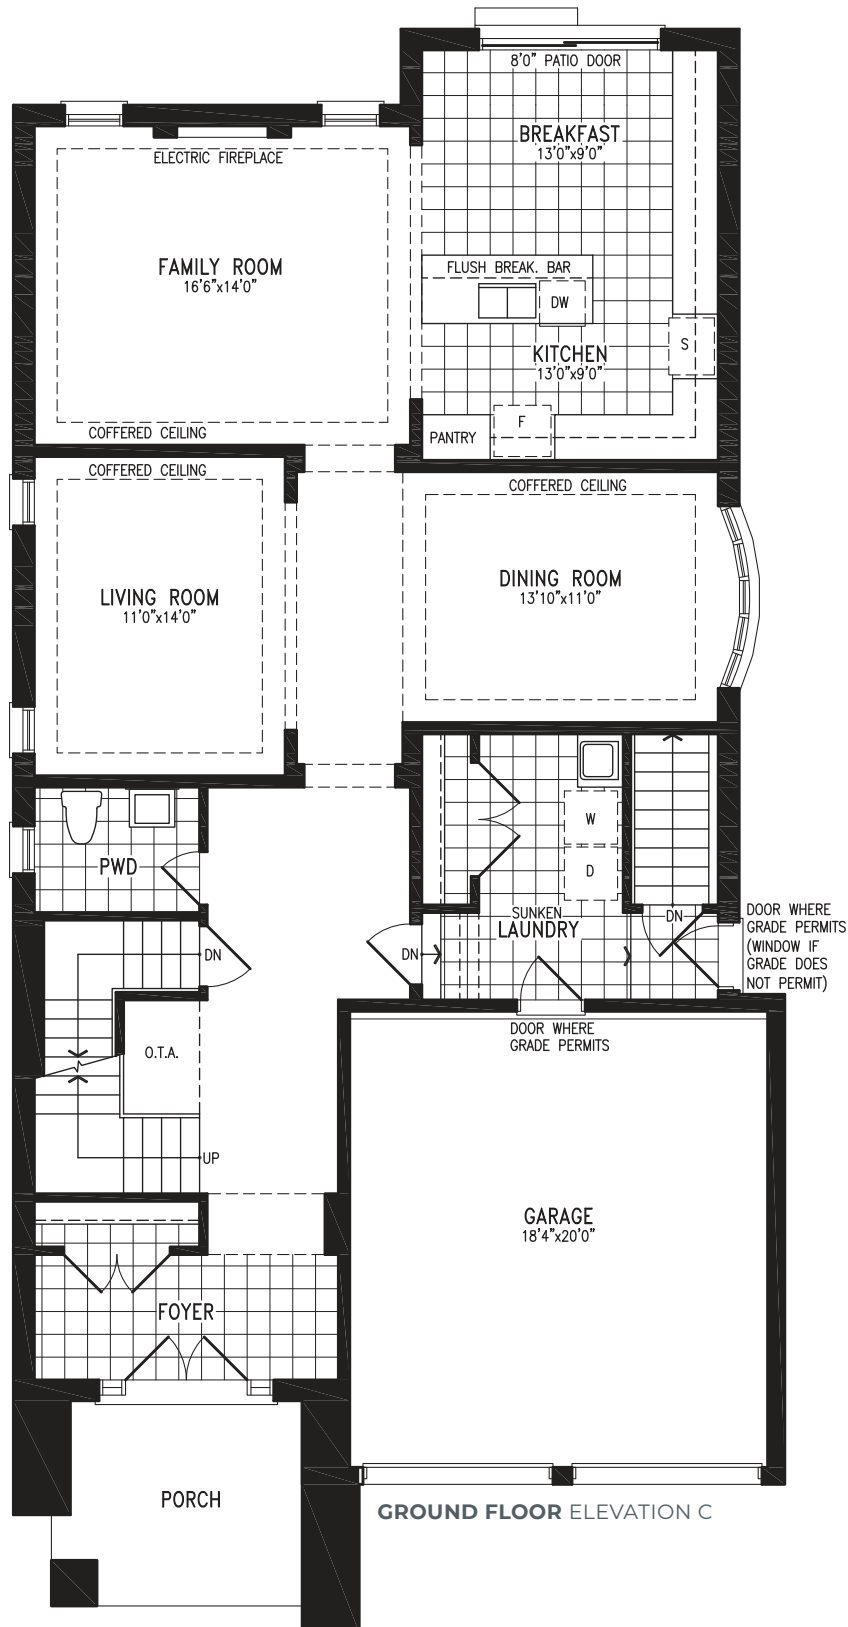 8'0" PATIO DOOR
BREAKFAST
13'0"x9'0"
ELECTRIC FIREPLACE
FAMILY ROOM
16'6"x14'0"
FLUSH BREAK. BAR
DW
S
KITCHEN
13'0"x9'0"
F
PANTRY
COFFERED CEILING
COFFERED CEILING
COFFERED CEILING
LIVING ROOM
11'0"x14'0"
DINING ROOM
13'10"x11'0"
W
D
PWD
SUNKEN
LAUNDRY
DN
DN
DN
DOOR WHERE
GRADE PERMITS
(WINDOW IF
GRADE DOES
NOT PERMIT)
DOOR WHERE
GRADE PERMITS
O.T.A.
UP
GARAGE
18'4"x20'0"
FOYER
PORCH
GROUND FLOOR ELEVATION C